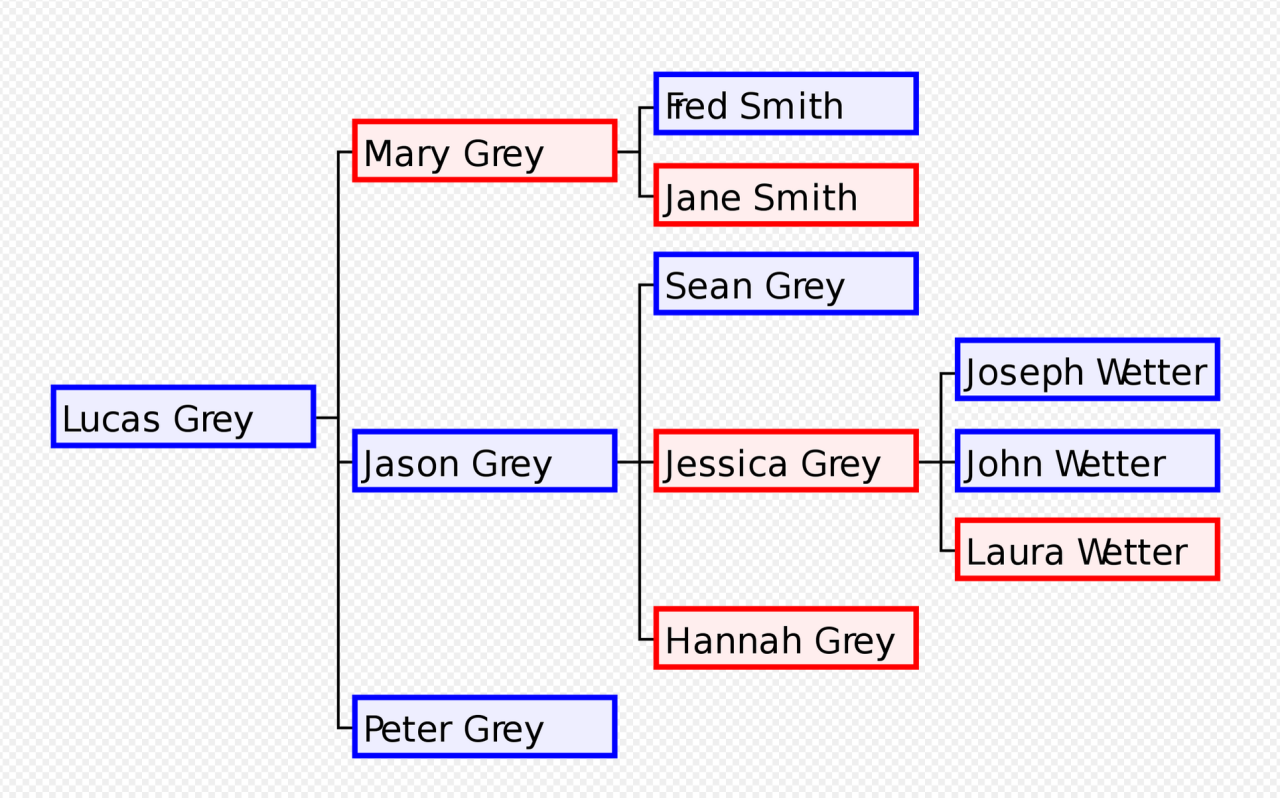 Fred Smith
Mary Grey
Jane Smith
Sean Grey
Joseph Wetter
Lucas Grey
Jason Grey
Jessica Grey
John Wetter
Laura Wetter
Hannah Grey
Peter Grey